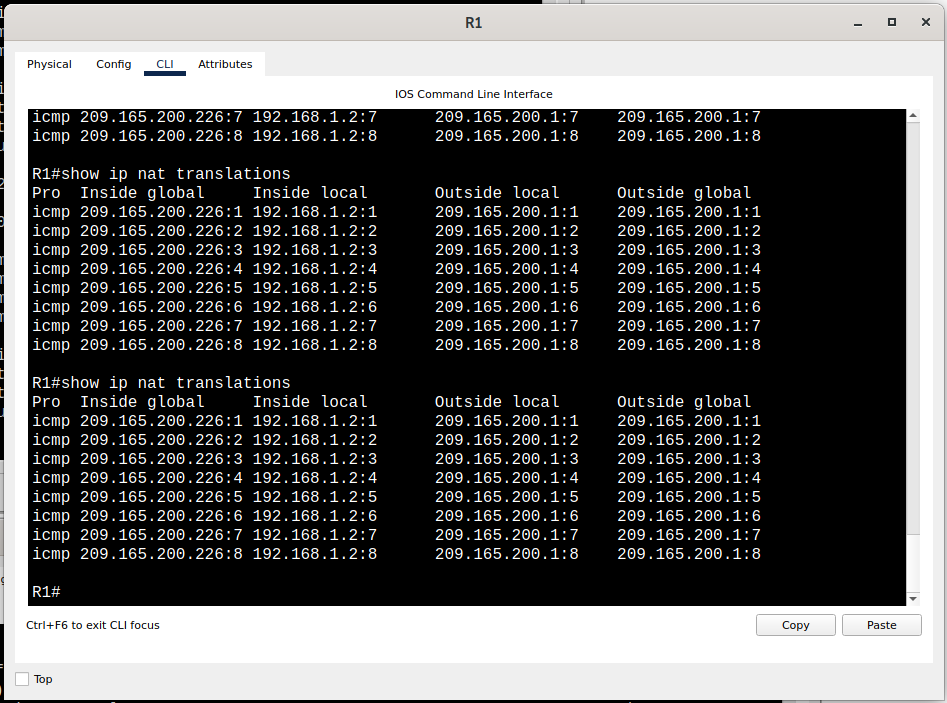 R1
Physical Config CLI Attributes
IOS Command Line Interface
icmp 209.165.200.226:7 192.168.1.2:7 209.165.200.1:7 209.165.200.1:7
icmp 209.165.200.226:8 192.168.1.2:8 209.165.200.1:8 209.165.200.1:8
R1#show ip nat translations
Pro Inside global Inside local Outside local Outside global
icmp 209.165.200.226:1 192.168.1.2:1 209.165.200.1:1 209.165.200.1:1
icmp 209.165.200.226:2 192.168.1.2:2 209.165.200.1:2 209.165.200.1:2
icmp 209.165.200.226:3 192.168.1.2:3 209.165.200.1:3 209.165.200.1:3
icmp 209.165.200.226:4 192.168.1.2:4 209.165.200.1:4 209.165.200.1:4
icmp 209.165.200.226:5 192.168.1.2:5 209.165.200.1:5 209.165.200.1:5
icmp 209.165.200.226:6 192.168.1.2:6 209.165.200.1:6 209.165.200.1:6
icmp 209.165.200.226:7 192.168.1.2:7 209.165.200.1:7 209.165.200.1:7
icmp 209.165.200.226:8 192.168.1.2:8 209.165.200.1:8 209.165.200.1:8
R1#show ip nat translations
Pro Inside global Inside local Outside local Outside global
icmp 209.165.200.226:1 192.168.1.2:1 209.165.200.1:1 209.165.200.1:1
icmp 209.165.200.226:2 192.168.1.2:2 209.165.200.1:2 209.165.200.1:2
icmp 209.165.200.226:3 192.168.1.2:3 209.165.200.1:3 209.165.200.1:3
icmp 209.165.200.226:4 192.168.1.2:4 209.165.200.1:4 209.165.200.1:4
icmp 209.165.200.226:5 192.168.1.2:5 209.165.200.1:5 209.165.200.1:5
icmp 209.165.200.226:6 192.168.1.2:6 209.165.200.1:6 209.165.200.1:6
icmp 209.165.200.226:7 192.168.1.2:7 209.165.200.1:7 209.165.200.1:7
icmp 209.165.200.226:8 192.168.1.2:8 209.165.200.1:8 209.165.200.1:8
R1#
Ctrl+F6 to exit CLI focus Copy Paste
Top